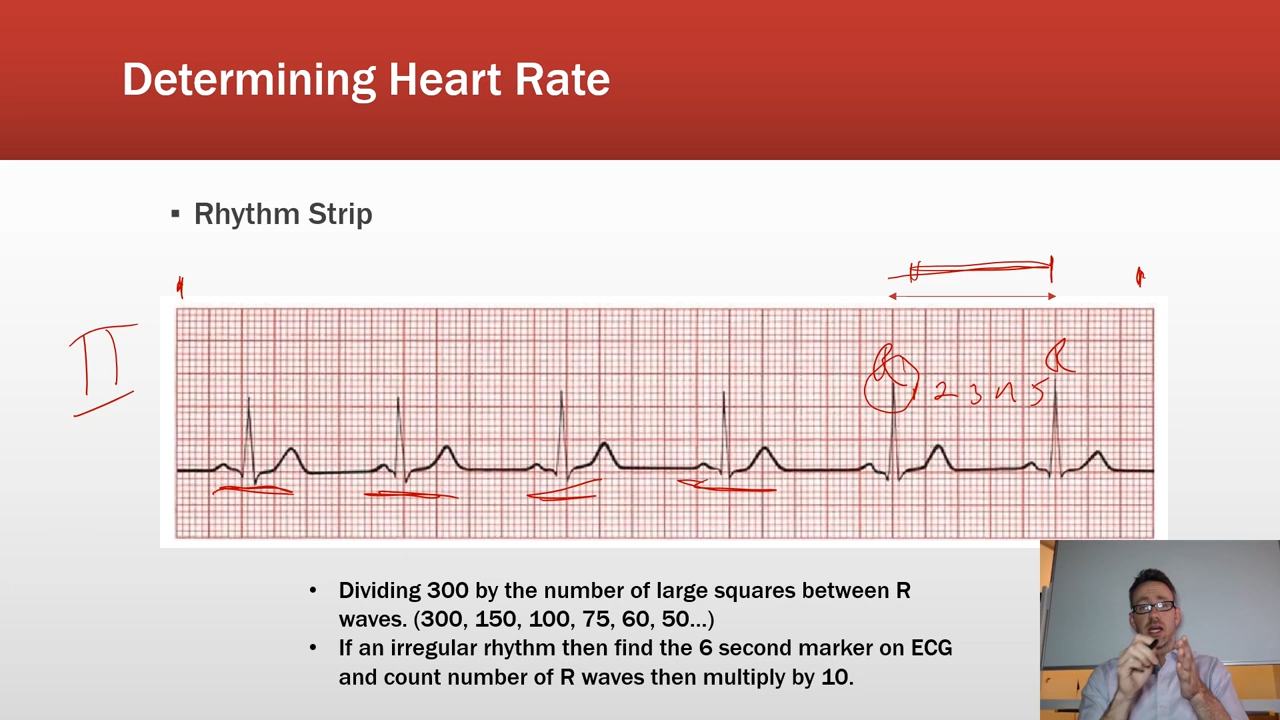 Determining Heart Rate
▪ Rhythm Strip
II
R R
1 2 3 4 5
• Dividing 300 by the number of large squares between R
waves. (300, 150, 100, 75, 60, 50...)
• If an irregular rhythm then find the 6 second marker on ECG
and count number of R waves then multiply by 10.